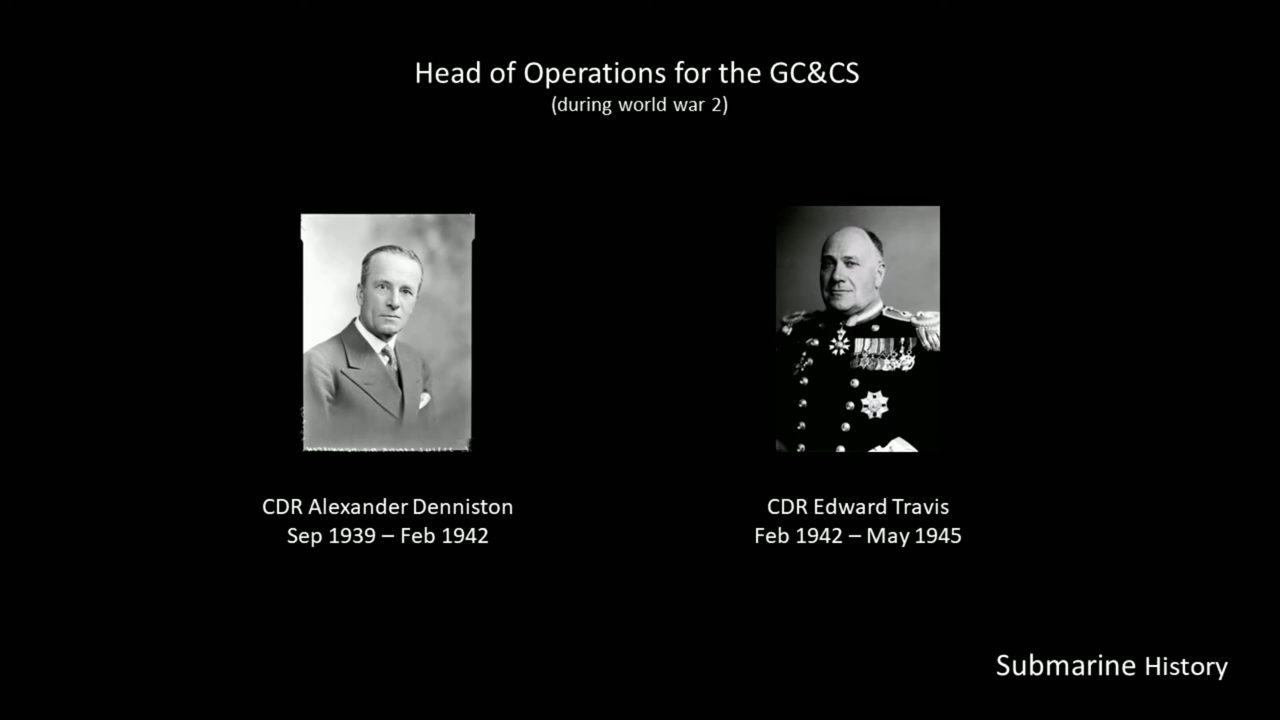 Head of Operations for the GC&CS
(during world war 2)
CDR Alexander Denniston
Sep 1939 – Feb 1942
CDR Edward Travis
Feb 1942 – May 1945
Submarine History